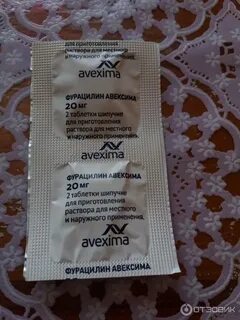 для приготовления
раствора для местного
и наружного применения.
avexima
ФУРАЦИЛИН АВЕКСИМА
20 мг
2 таблетки шипучие
для приготовления
раствора для местного
и наружного применения.
avexima
ФУРАЦИЛИН АВЕКСИМА
20 мг
2 таблетки шипучие
для приготовления
раствора для местного
и наружного применения.
avexima
ФУРАЦИЛИН АВЕКСИМА
ОТЗОВИК